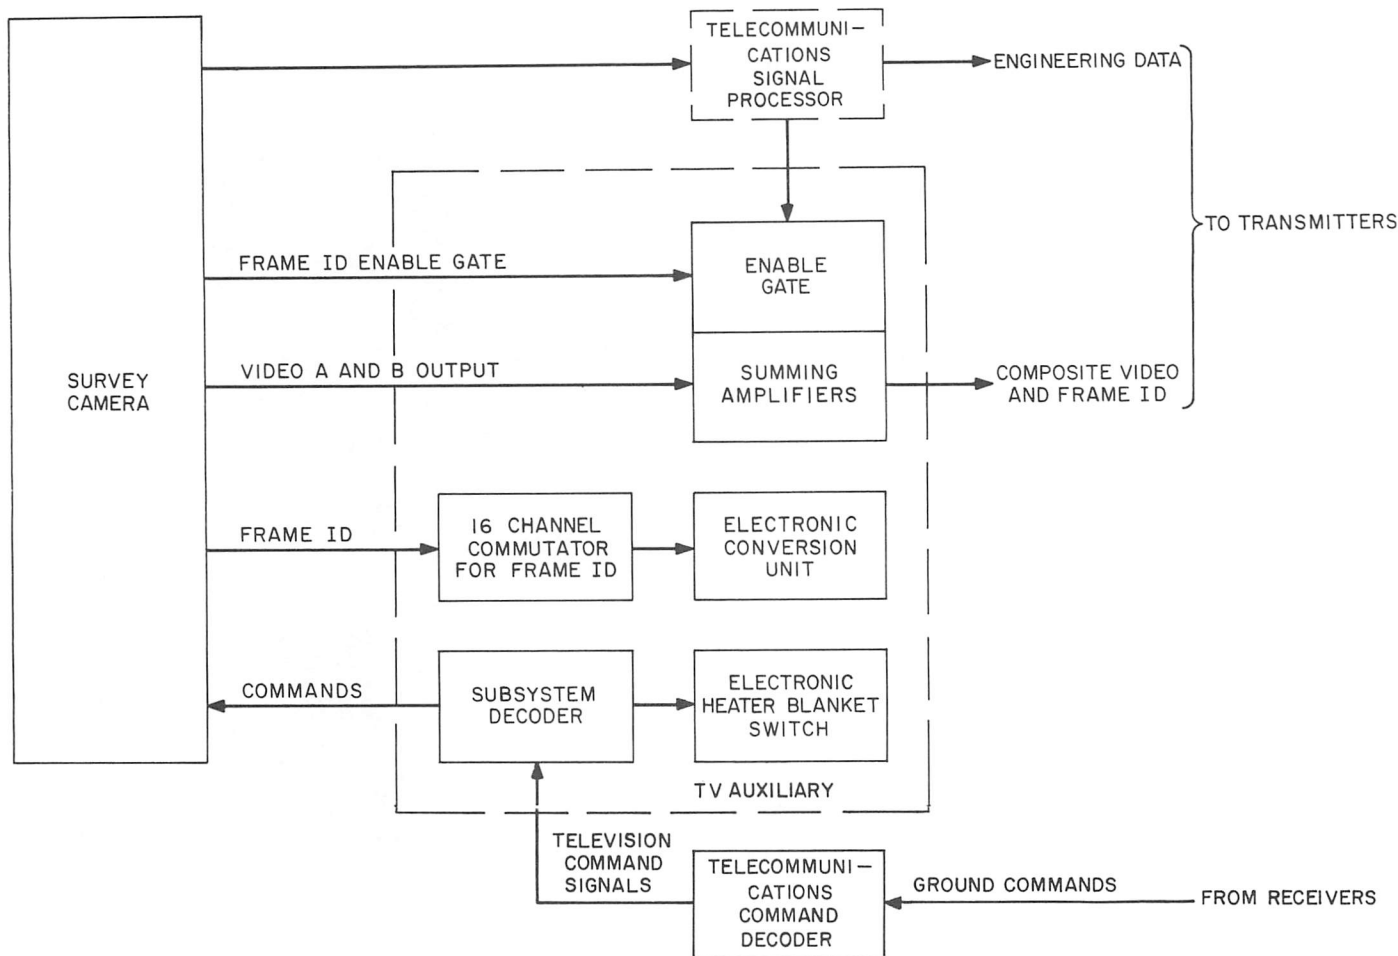 TELECOMMUNI-
CATIONS
SIGNAL
PROCESSOR
ENGINEERING DATA
TO TRANSMITTERS
FRAME ID ENABLE GATE
ENABLE
GATE
SURVEY
CAMERA
VIDEO A AND B OUTPUT
SUMMING
AMPLIFIERS
COMPOSITE VIDEO
AND FRAME ID
FRAME ID
16 CHANNEL
COMMUTATOR
FOR FRAME ID
ELECTRONIC
CONVERSION
UNIT
COMMANDS
SUBSYSTEM
DECODER
ELECTRONIC
HEATER BLANKET
SWITCH
TV AUXILIARY
TELEVISION
COMMAND
SIGNALS
TELECOMMUNI-
CATIONS
COMMAND
DECODER
GROUND COMMANDS
FROM RECEIVERS